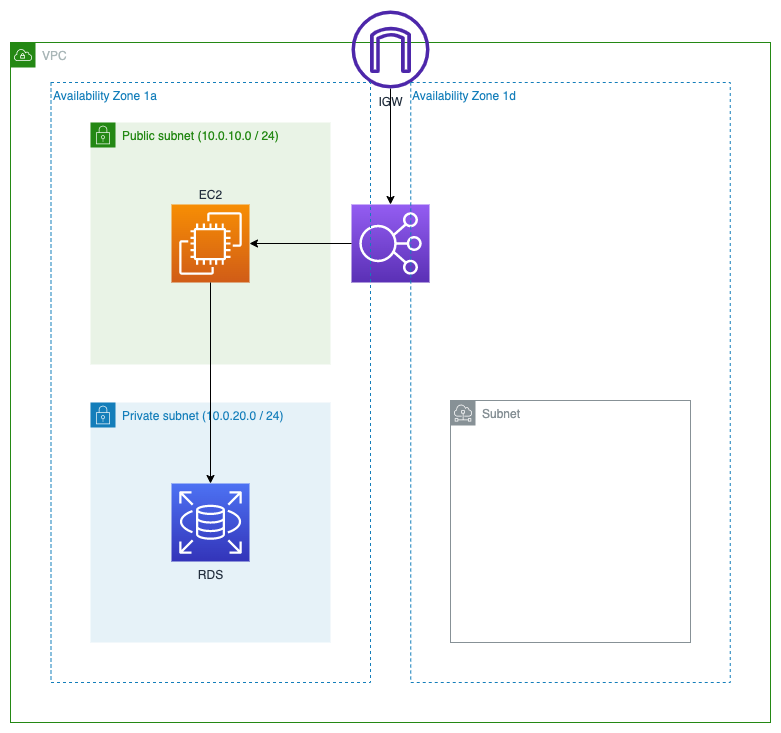 VPC
IGW
Availability Zone 1a
Availability Zone 1d
Public subnet (10.0.10.0 / 24)
EC2
Private subnet (10.0.20.0 / 24)
Subnet
RDS